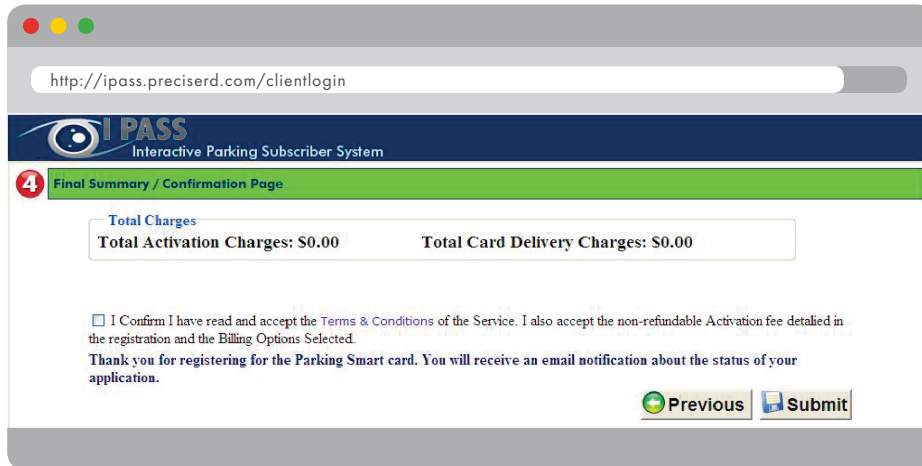 http://ipass.preciserd.com/clientlogin
I PASS
Interactive Parking Subscriber System
4 Final Summary / Confirmation Page
Total Charges
Total Activation Charges: $0.00 Total Card Delivery Charges: $0.00
I Confirm I have read and accept the Terms & Conditions of the Service. I also accept the non-refundable Activation fee detalied in
the registration and the Billing Options Selected.
Thank you for registering for the Parking Smart card. You will receive an email notification about the status of your
application.
Previous Submit